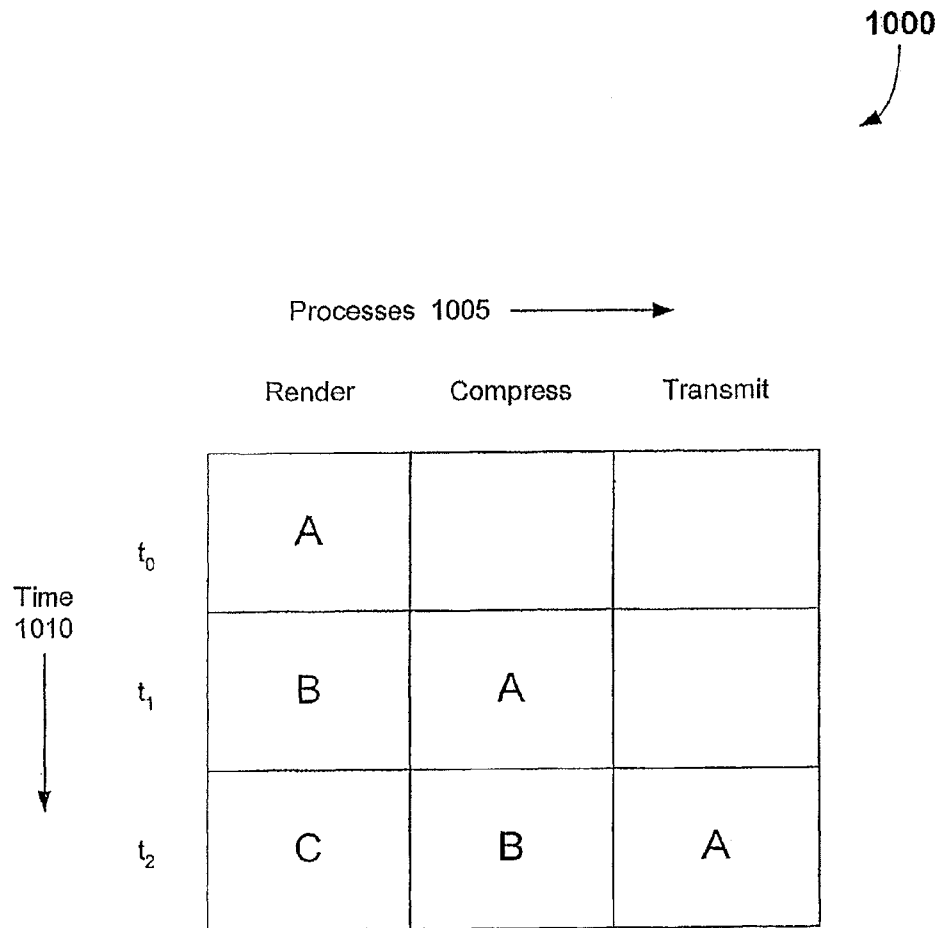 1000
Processes 1005
Render Compress Transmit
t0 A
Time
1010
t1 B A
t2 C B A